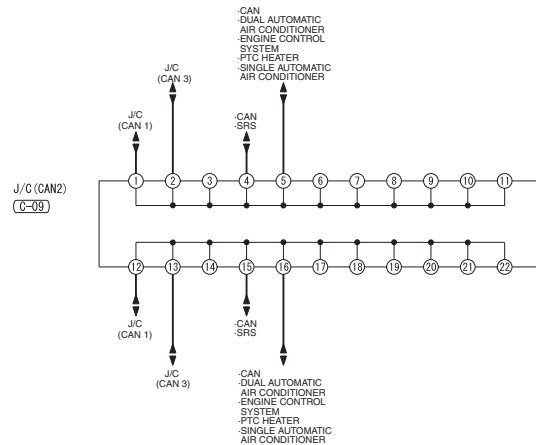 ·CAN
·DUAL AUTOMATIC
AIR CONDITIONER
·ENGINE CONTROL
SYSTEM
·PTC HEATER
·SINGLE AUTOMATIC
AIR CONDITIONER
J/C
(CAN 3)
J/C
(CAN 1)
·CAN
·SRS
J/C (CAN2)
C-09
1 2 3 4 5 6 7 8 9 10 11
12 13 14 15 16 17 18 19 20 21 22
J/C
(CAN 1)
·CAN
·SRS
J/C
(CAN 3)
·CAN
·DUAL AUTOMATIC
AIR CONDITIONER
·ENGINE CONTROL
SYSTEM
·PTC HEATER
·SINGLE AUTOMATIC
AIR CONDITIONER